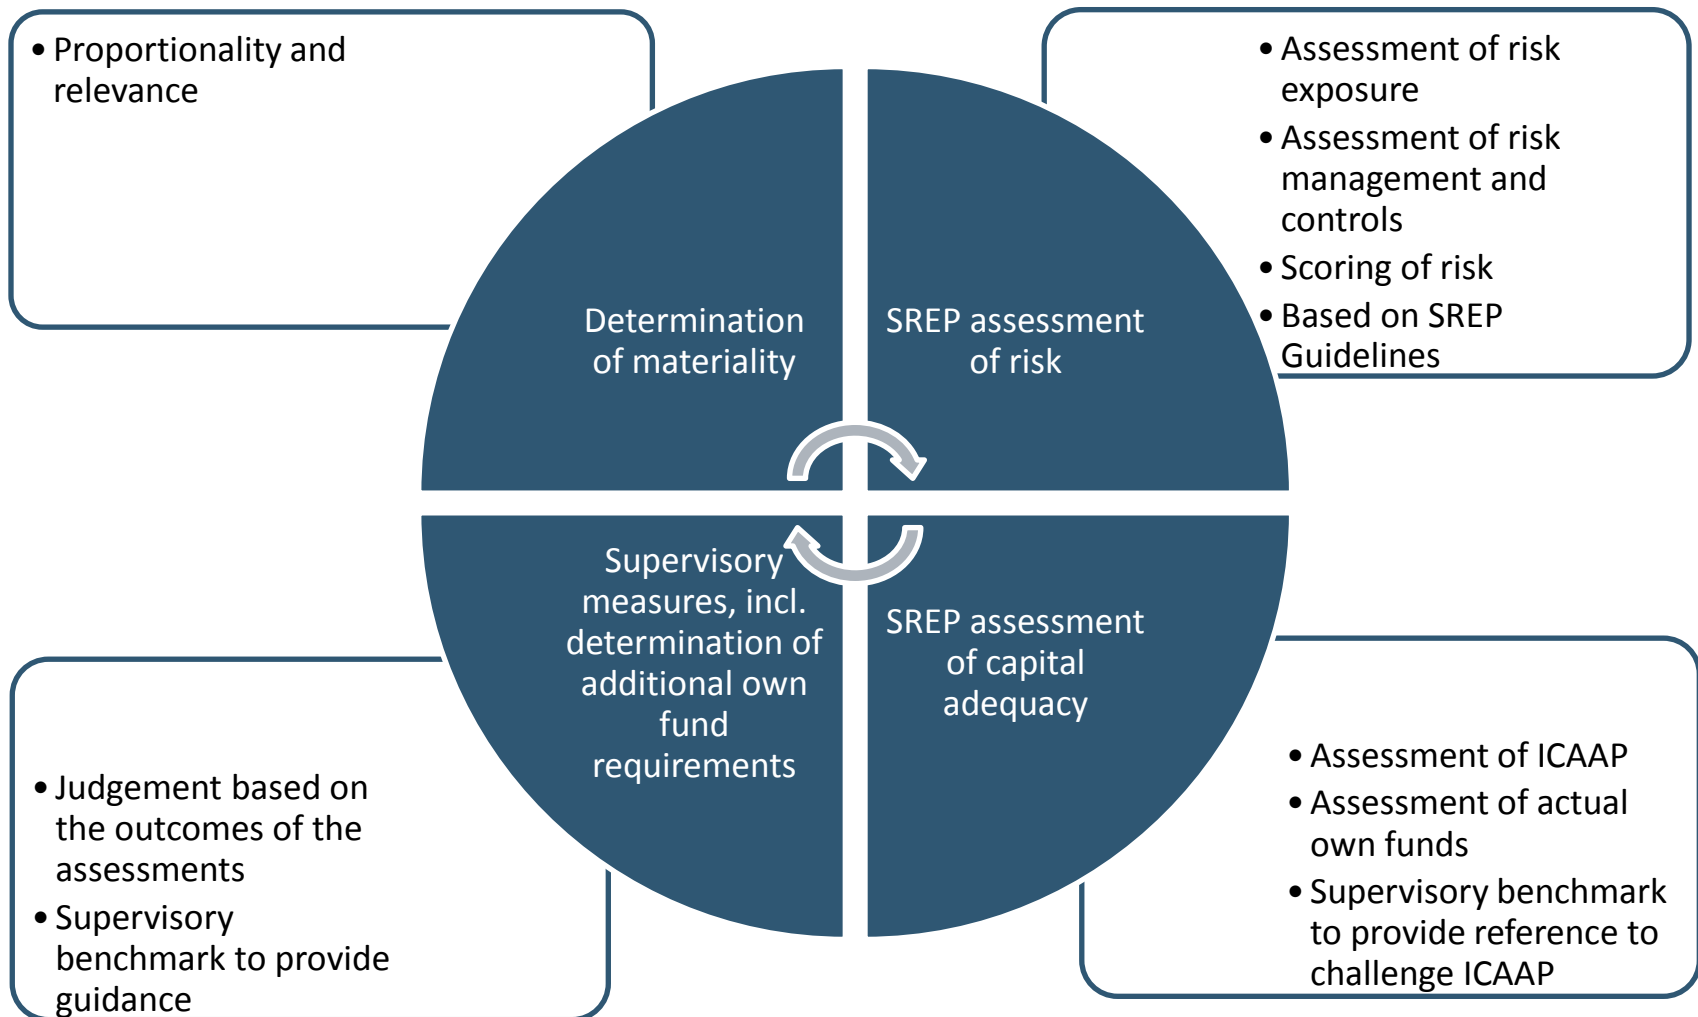 • Proportionality and
relevance
• Assessment of risk
exposure
• Assessment of risk
management and
controls
• Scoring of risk
• Based on SREP
Guidelines
Determination
of materiality
SREP assessment
of risk
Supervisory
measures, incl.
determination of
additional own
fund
requirements
SREP assessment
of capital
adequacy
• Judgement based on
the outcomes of the
assessments
• Supervisory
benchmark to provide
guidance
• Assessment of ICAAP
• Assessment of actual
own funds
• Supervisory benchmark
to provide reference to
challenge ICAAP